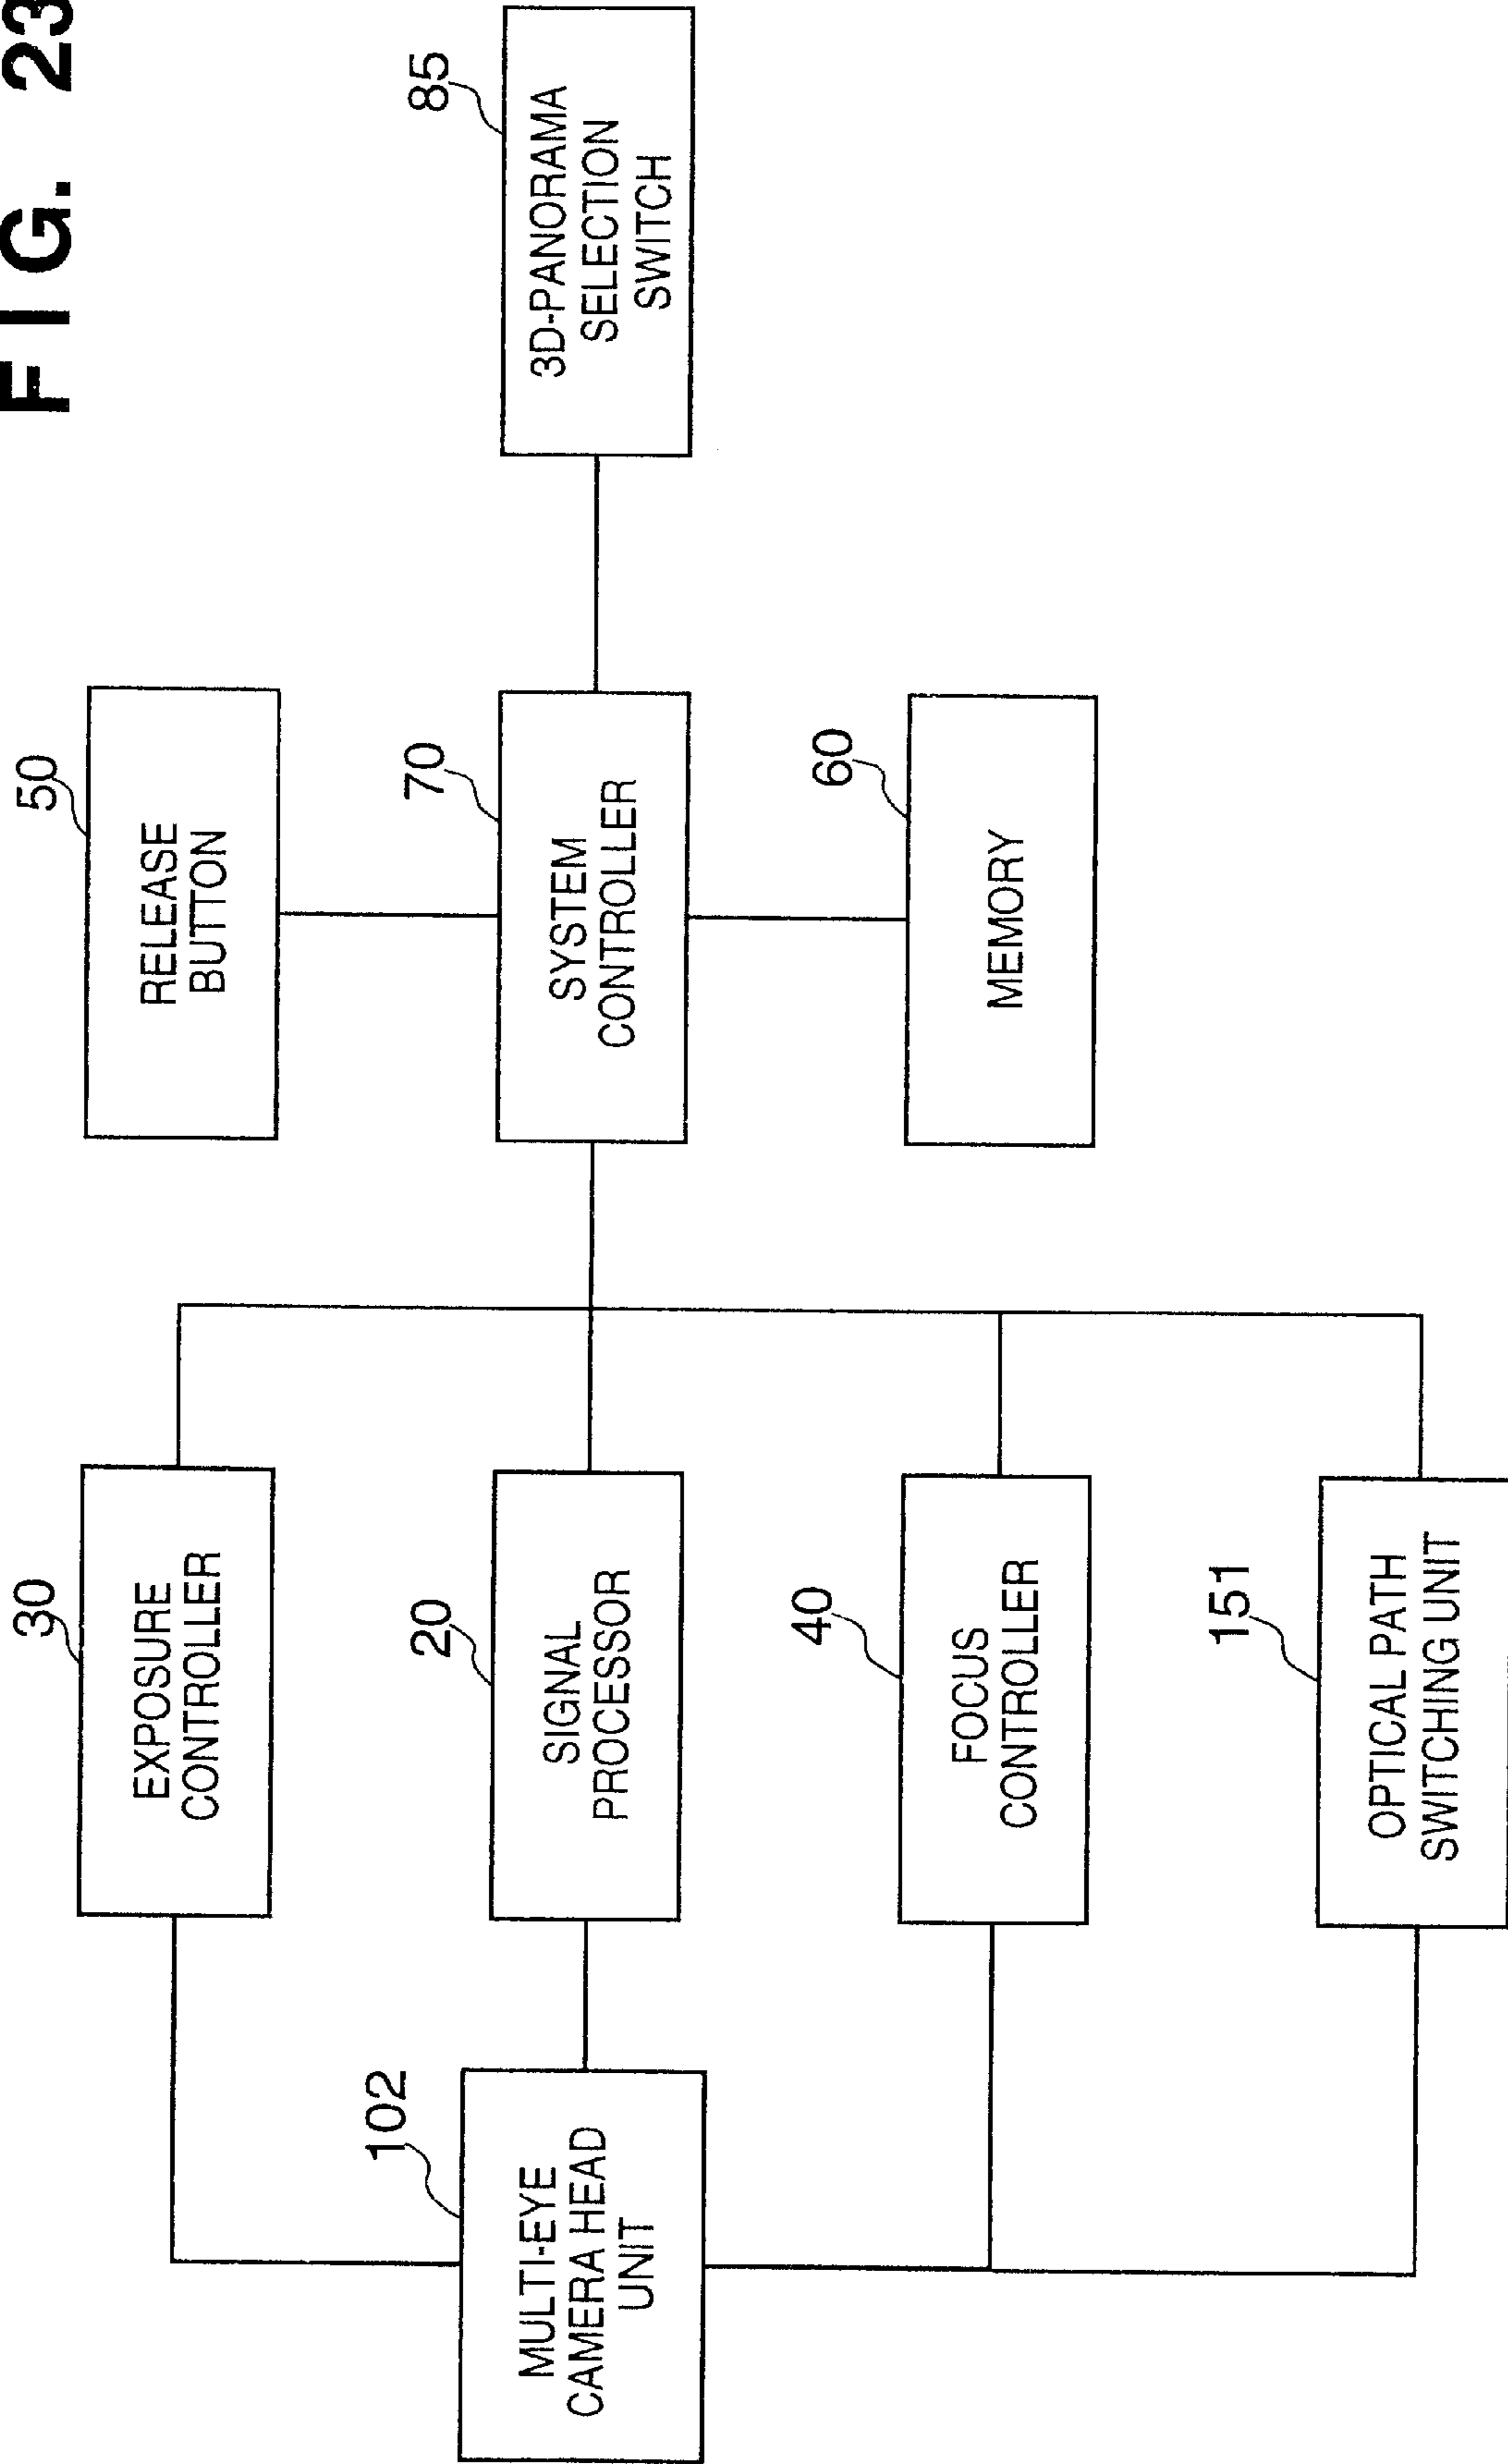 FIG. 23
50
RELEASE
BUTTON
30
EXPOSURE
CONTROLLER
102
MULTI-EYE
CAMERA HEAD
UNIT
20
SIGNAL
PROCESSOR
70
SYSTEM
CONTROLLER
85
3D-PANORAMA
SELECTION
SWITCH
40
FOCUS
CONTROLLER
60
MEMORY
151
OPTICAL PATH
SWITCHING UNIT